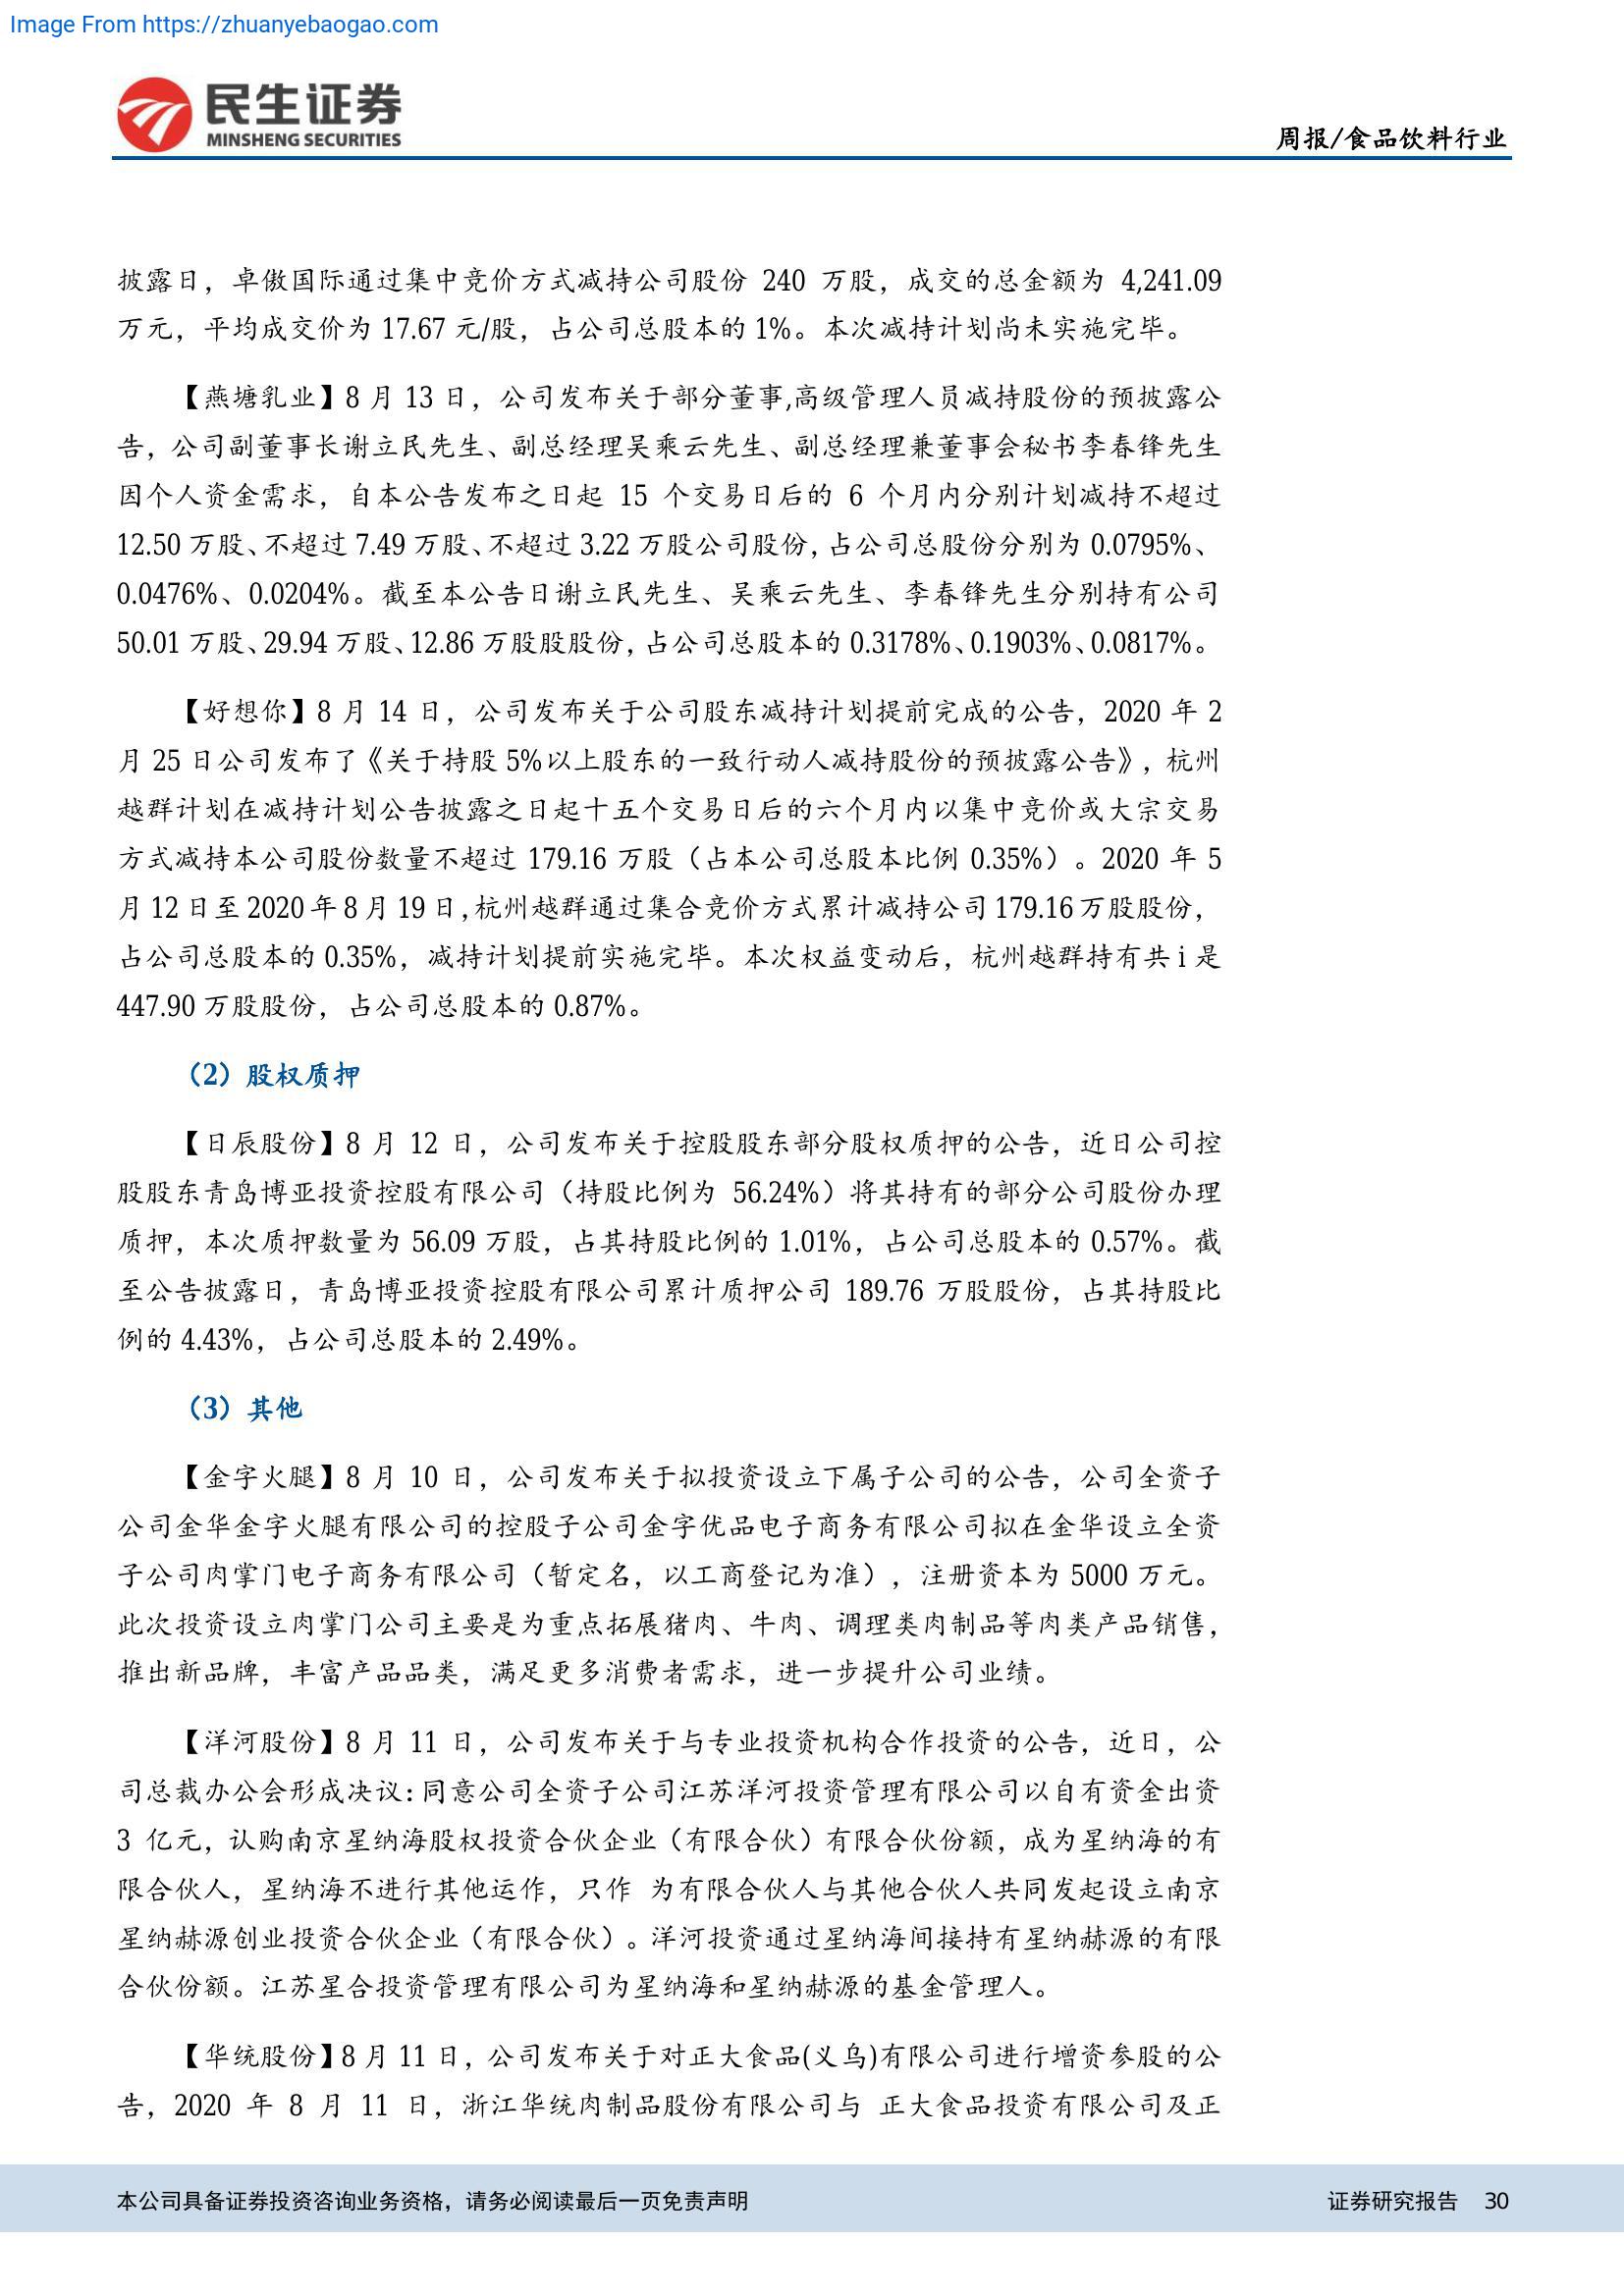 Image From https://zhuanyebaogao.com
民生证券
MINSHENG SECURITIES
周报/食品饮料行业
披露日，卓傲国际通过集中竞价方式减持公司股份 240 万股，成交的总金额为 4,241.09
万元，平均成交价为 17.67 元/股，占公司总股本的 1%。本次减持计划尚未实施完毕。
【燕塘乳业】8 月 13 日，公司发布关于部分董事,高级管理人员减持股份的预披露公
告，公司副董事长谢立民先生、副总经理吴乘云先生、副总经理兼董事会秘书李春锋先生
因个人资金需求，自本公告发布之日起 15 个交易日后的 6 个月内分别计划减持不超过
12.50 万股、不超过 7.49 万股、不超过 3.22 万股公司股份，占公司总股份分别为 0.0795%、
0.0476%、0.0204%。截至本公告日谢立民先生、吴乘云先生、李春锋先生分别持有公司
50.01 万股、29.94 万股、12.86 万股股股份，占公司总股本的 0.3178%、0.1903%、0.0817%。
【好想你】8 月 14 日，公司发布关于公司股东减持计划提前完成的公告，2020 年 2
月 25 日公司发布了《关于持股 5%以上股东的一致行动人减持股份的预披露公告》，杭州
越群计划在减持计划公告披露之日起十五个交易日后的六个月内以集中竞价或大宗交易
方式减持本公司股份数量不超过 179.16 万股（占本公司总股本比例 0.35%）。2020 年 5
月 12 日至 2020 年 8 月 19 日，杭州越群通过集合竞价方式累计减持公司 179.16 万股股份，
占公司总股本的 0.35%，减持计划提前实施完毕。本次权益变动后，杭州越群持有共 i 是
447.90 万股股份，占公司总股本的 0.87%。
（2）股权质押
【日辰股份】8 月 12 日，公司发布关于控股股东部分股权质押的公告，近日公司控
股股东青岛博亚投资控股有限公司（持股比例为 56.24%）将其持有的部分公司股份办理
质押，本次质押数量为 56.09 万股，占其持股比例的 1.01%，占公司总股本的 0.57%。截
至公告披露日，青岛博亚投资控股有限公司累计质押公司 189.76 万股股份，占其持股比
例的 4.43%，占公司总股本的 2.49%。
（3）其他
【金字火腿】8 月 10 日，公司发布关于拟投资设立下属子公司的公告，公司全资子
公司金华金字火腿有限公司的控股子公司金字优品电子商务有限公司拟在金华设立全资
子公司肉掌门电子商务有限公司（暂定名，以工商登记为准），注册资本为 5000 万元。
此次投资设立肉掌门公司主要是为重点拓展猪肉、牛肉、调理类肉制品等肉类产品销售，
推出新品牌，丰富产品品类，满足更多消费者需求，进一步提升公司业绩。
【洋河股份】8 月 11 日，公司发布关于与专业投资机构合作投资的公告，近日，公
司总裁办公会形成决议：同意公司全资子公司江苏洋河投资管理有限公司以自有资金出资
3 亿元，认购南京星纳海股权投资合伙企业（有限合伙）有限合伙份额，成为星纳海的有
限合伙人，星纳海不进行其他运作，只作 为有限合伙人与其他合伙人共同发起设立南京
星纳赫源创业投资合伙企业（有限合伙）。洋河投资通过星纳海间接持有星纳赫源的有限
合伙份额。江苏星合投资管理有限公司为星纳海和星纳赫源的基金管理人。
【华统股份】8 月 11 日，公司发布关于对正大食品(义乌)有限公司进行增资参股的公
告，2020 年 8 月 11 日，浙江华统肉制品股份有限公司与 正大食品投资有限公司及正
本公司具备证券投资咨询业务资格，请务必阅读最后一页免责声明
证券研究报告 30